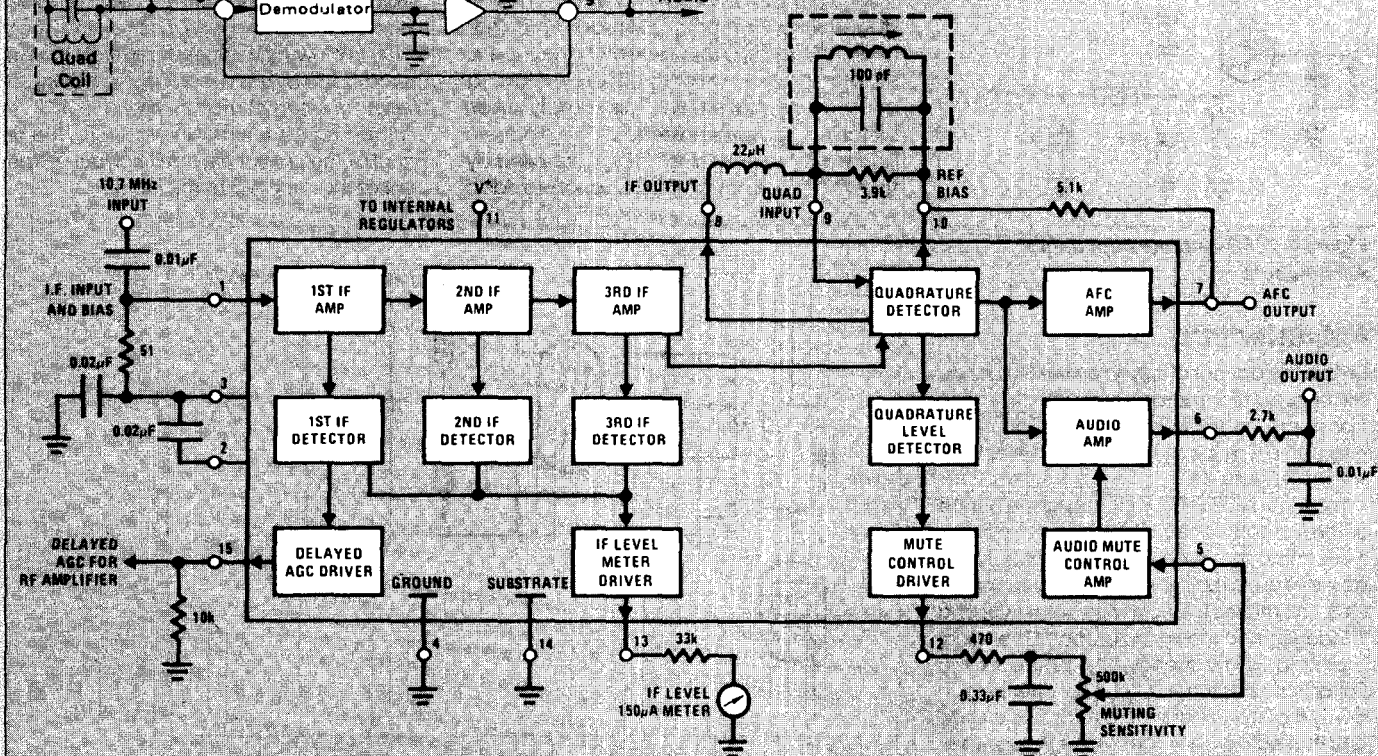 Demodulator
Quad
Coil
100 pF
22µH
IF OUTPUT
8
QUAD
INPUT
9
3.9k
REF
BIAS
10
5.1k
10.7 MHz
INPUT
0.01µF
TO INTERNAL
REGULATORS
V+
11
I.F. INPUT
AND BIAS
1
51
0.02µF
3
0.02µF
2
1ST IF
AMP
2ND IF
AMP
3RD IF
AMP
QUADRATURE
DETECTOR
AFC
AMP
7
AFC
OUTPUT
1ST IF
DETECTOR
2ND IF
DETECTOR
3RD IF
DETECTOR
QUADRATURE
LEVEL
DETECTOR
AUDIO
AMP
6
2.7k
AUDIO
OUTPUT
0.01µF
DELAYED
AGC FOR
RF AMPLIFIER
15
10k
DELAYED
AGC DRIVER
GROUND
4
SUBSTRATE
14
IF LEVEL
METER
DRIVER
13
33k
IF LEVEL
150µA METER
MUTE
CONTROL
DRIVER
12
470
0.33µF
AUDIO MUTE
CONTROL
AMP
5
500k
MUTING
SENSITIVITY